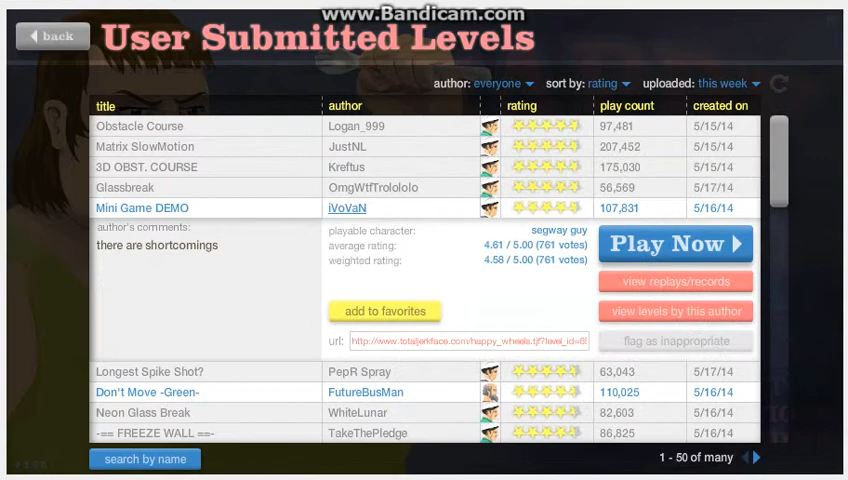 www.Bandicam.com
back
User Submitted Levels
author: everyone sort by: rating uploaded: this week
title author rating play count created on
Obstacle Course Logan_999 97,481 5/15/14
Matrix SlowMotion JustNL 207,452 5/15/14
3D OBST. COURSE Kreftus 175,030 5/15/14
Glassbreak OmgWtfTrolololo 56,569 5/17/14
Mini Game DEMO iVoVaN 107,831 5/16/14
author's comments:
there are shortcomings
playable character: segway guy
average rating: 4.61 / 5.00 (761 votes)
weighted rating: 4.58 / 5.00 (761 votes)
Play Now
view replays/records
add to favorites
view levels by this author
url: http://www.totaljerkface.com/happy_wheels.tjf?level_id=6
flag as inappropriate
Longest Spike Shot? PepR Spray 63,043 5/17/14
Don't Move -Green- FutureBusMan 110,025 5/16/14
Neon Glass Break WhiteLunar 82,603 5/16/14
-== FREEZE WALL ==- TakeThePledge 86,825 5/16/14
search by name
1 - 50 of many